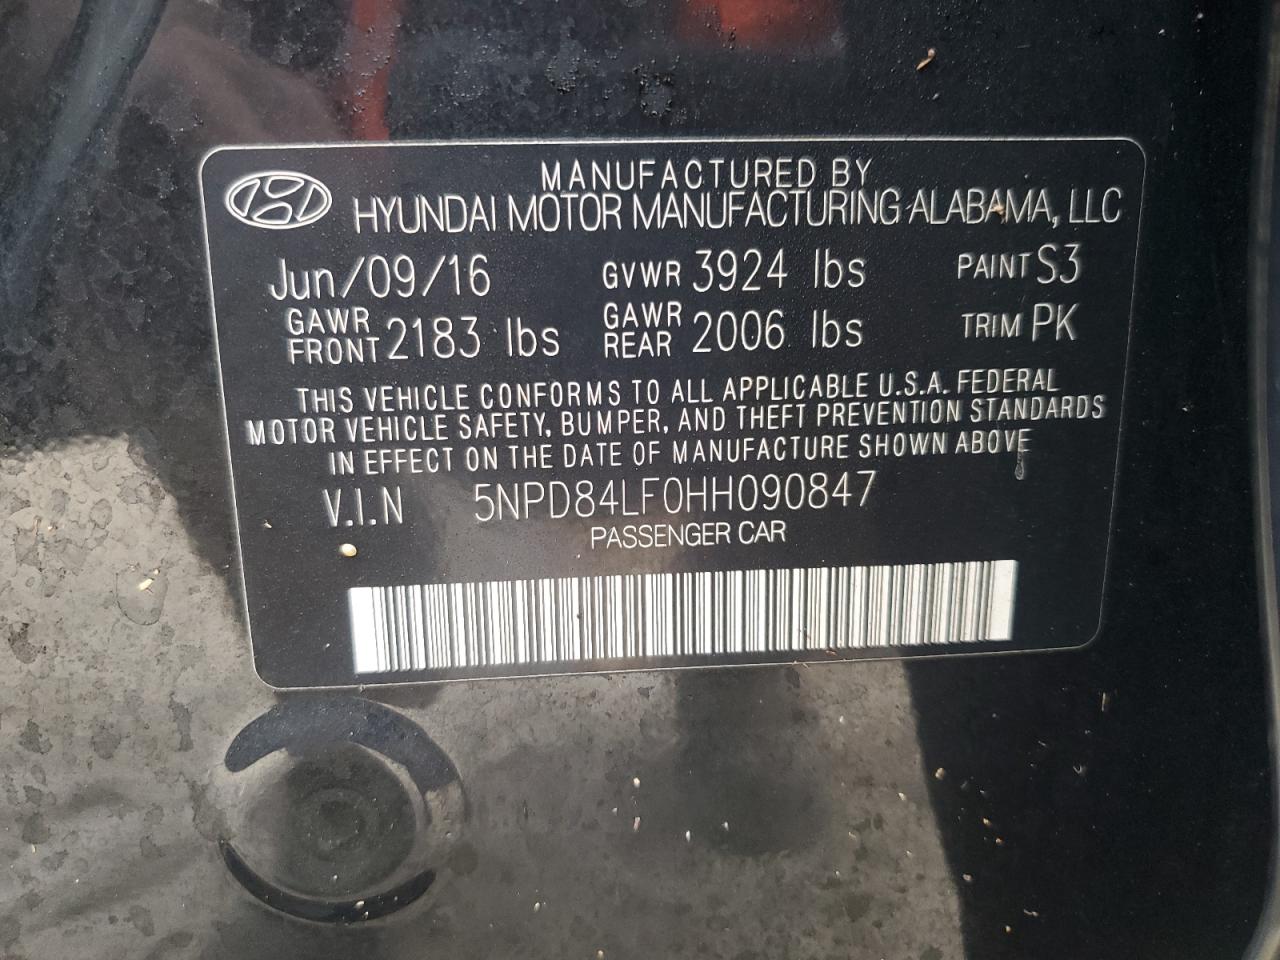 MANUFACTURED BY
HYUNDAI MOTOR MANUFACTURING ALABAMA, LLC
Jun/09/16 GVWR 3924 lbs PAINT S3
GAWR FRONT 2183 lbs GAWR REAR 2006 lbs TRIM PK
THIS VEHICLE CONFORMS TO ALL APPLICABLE U.S.A. FEDERAL
MOTOR VEHICLE SAFETY, BUMPER, AND THEFT PREVENTION STANDARDS
IN EFFECT ON THE DATE OF MANUFACTURE SHOWN ABOVE
V.I.N 5NPD84LF0HH090847
PASSENGER CAR